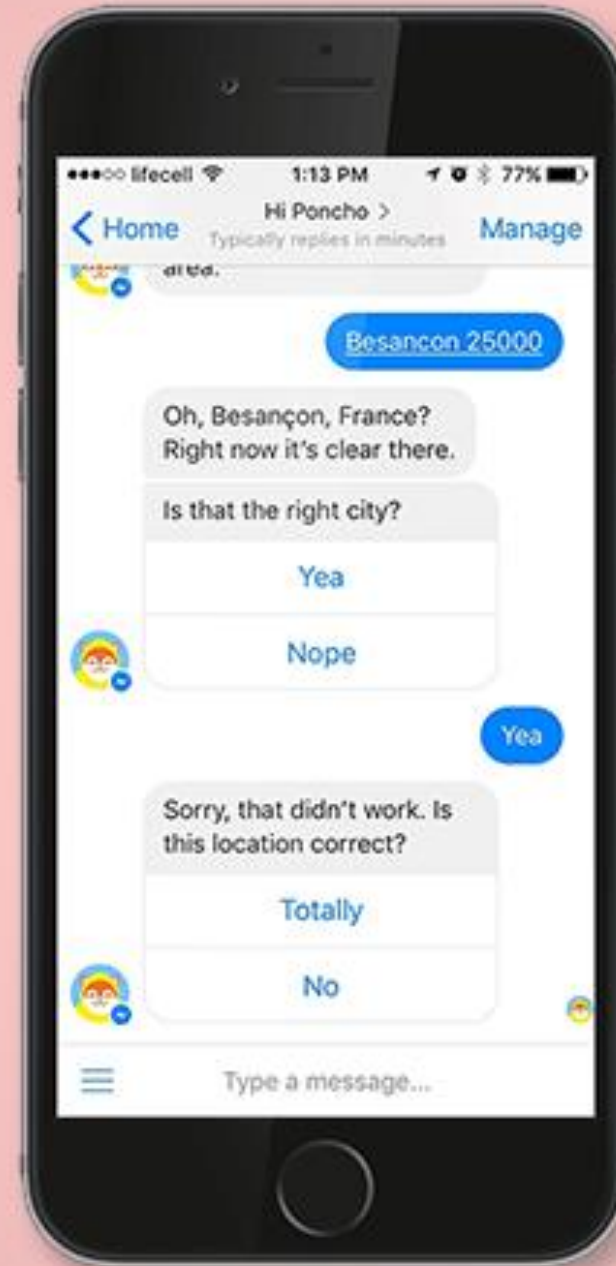 lifecell 1:13 PM 77%
Home Hi Poncho > Manage
Typically replies in minutes
area.
Besancon 25000
Oh, Besançon, France?
Right now it's clear there.
Is that the right city?
Yea
Nope
Yea
Sorry, that didn't work. Is
this location correct?
Totally
No
Type a message...